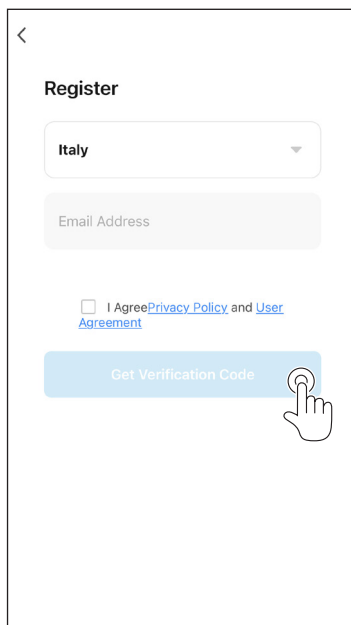 Register
Italy
Email Address
I AgreePrivacy Policy and User
Agreement
Get Verification Code